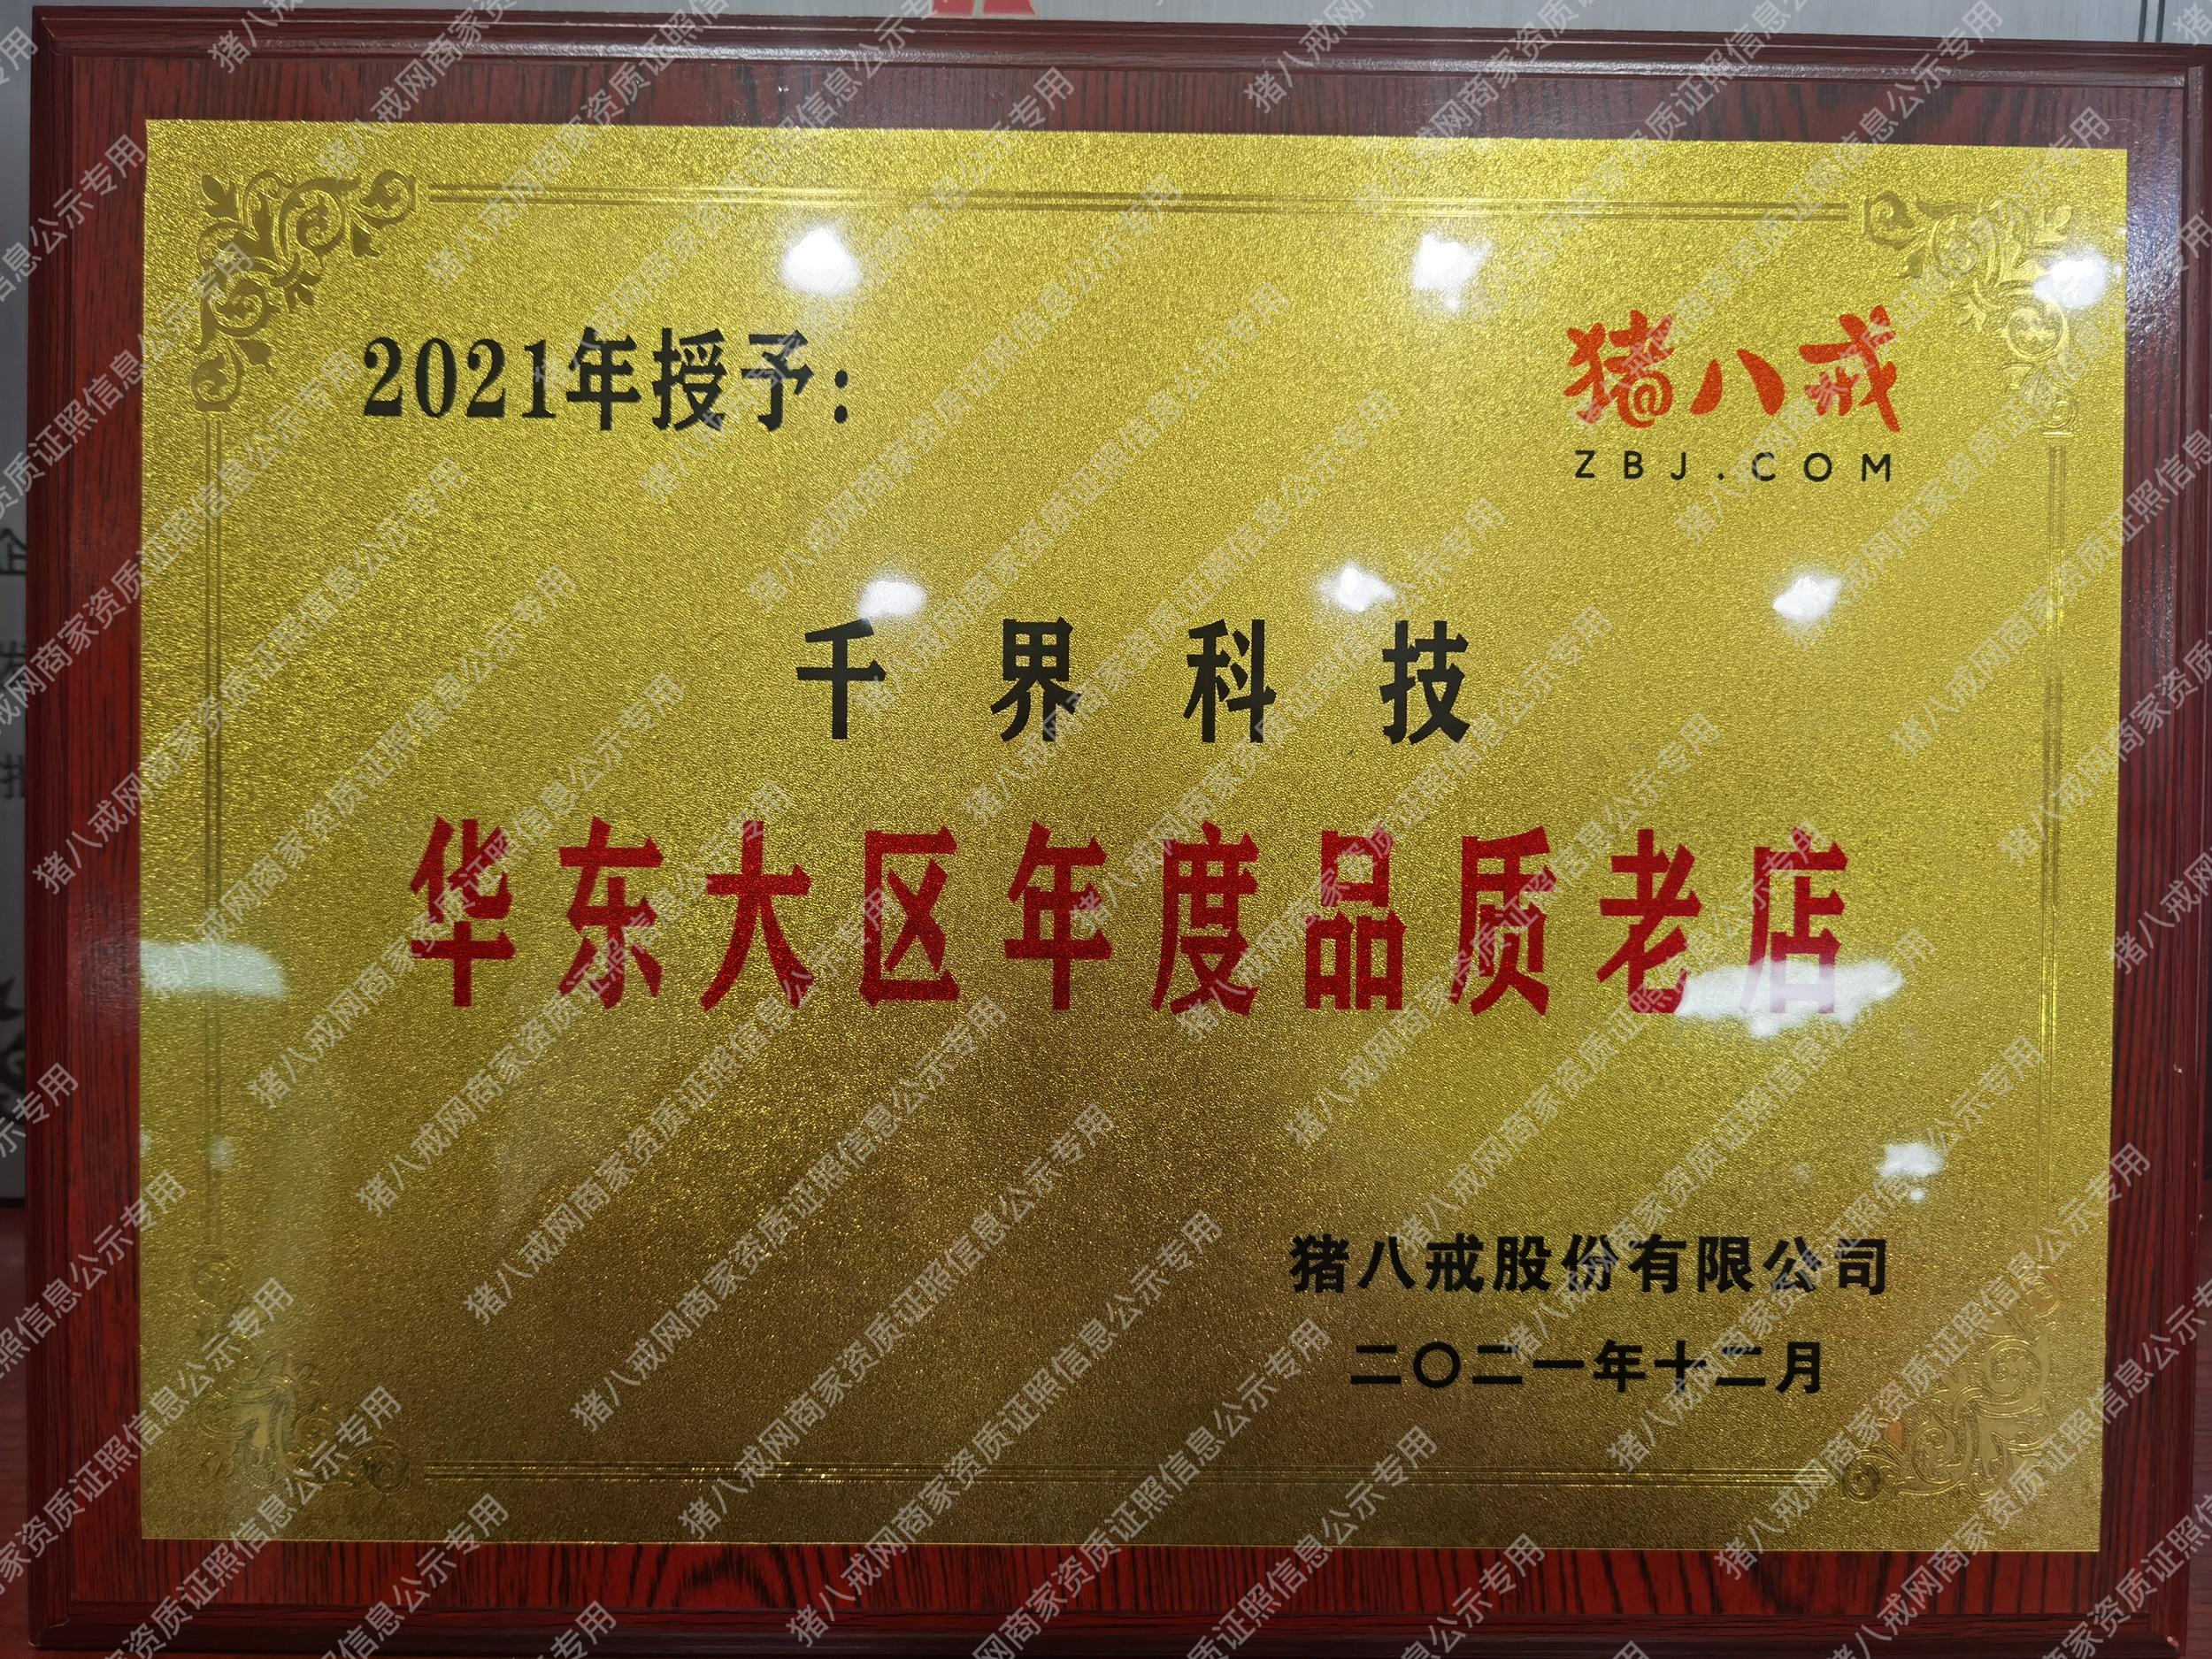 2021年授予:
猪八戒
ZBJ.COM
千界科技
华东大区年度品质老店
猪八戒股份有限公司
二〇二一年十二月
猪八戒网商家资质证照信息公示专用